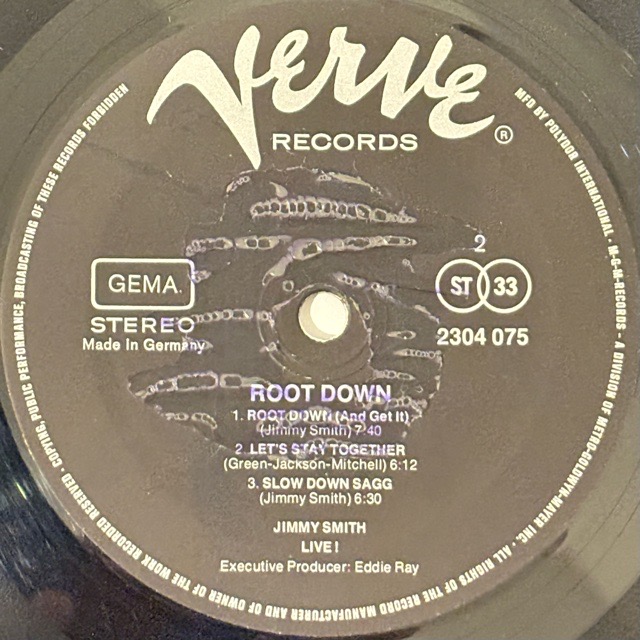 Verve
RECORDS
®
GEMA
STEREO
Made In Germany
2
ST 33
2304 075
ROOT DOWN
1. ROOT DOWN (And Get It)
(Jimmy Smith) 7:40
2. LET'S STAY TOGETHER
(Green-Jackson-Mitchell) 6:12
3. SLOW DOWN SAGG
(Jimmy Smith) 6:30
JIMMY SMITH
LIVE!
Executive Producer: Eddie Ray
MFD BY POLYDOR INTERNATIONAL · M-G-M-RECORDS - A DIVISION OF METRO-GOLDWYN-MAYER INC. ALL RIGHTS OF THE RECORD MANUFACTURER AND OF OWNER OF THE WORK RECORDED RESERVED · COPYING, PUBLIC PERFORMANCE, BROADCASTING OF THESE RECORDS FORBIDDEN